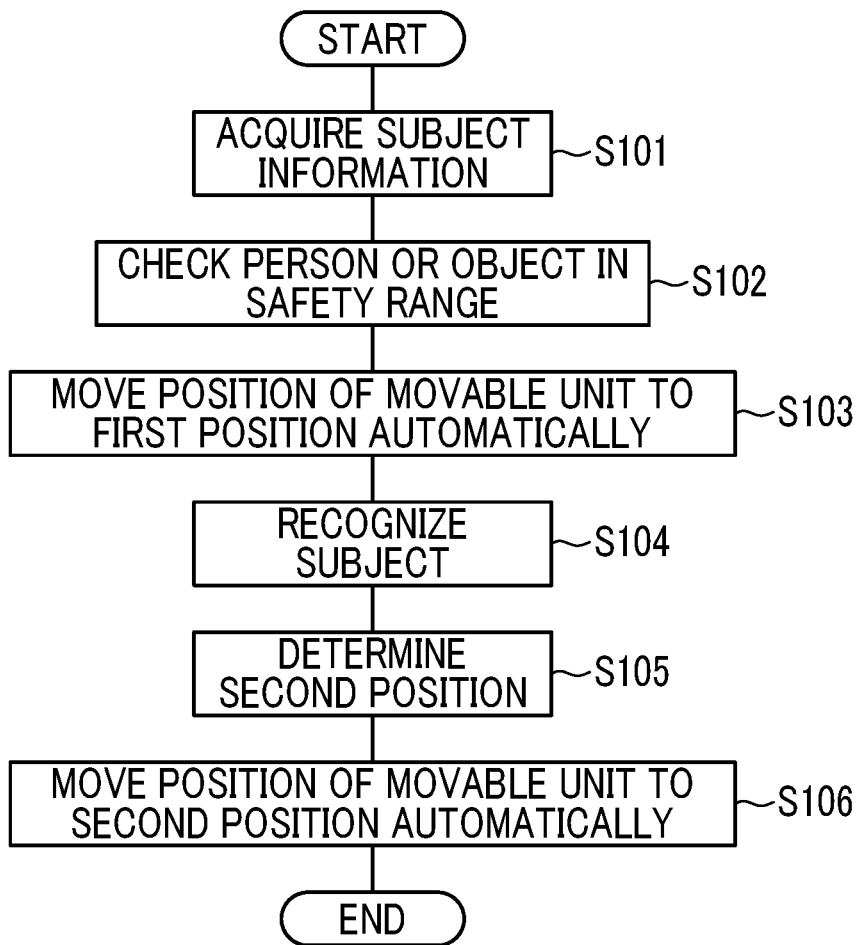 START
ACQUIRE SUBJECT
INFORMATION
S101
CHECK PERSON OR OBJECT IN
SAFETY RANGE
S102
MOVE POSITION OF MOVABLE UNIT TO
FIRST POSITION AUTOMATICALLY
S103
RECOGNIZE
SUBJECT
S104
DETERMINE
SECOND POSITION
S105
MOVE POSITION OF MOVABLE UNIT TO
SECOND POSITION AUTOMATICALLY
S106
END